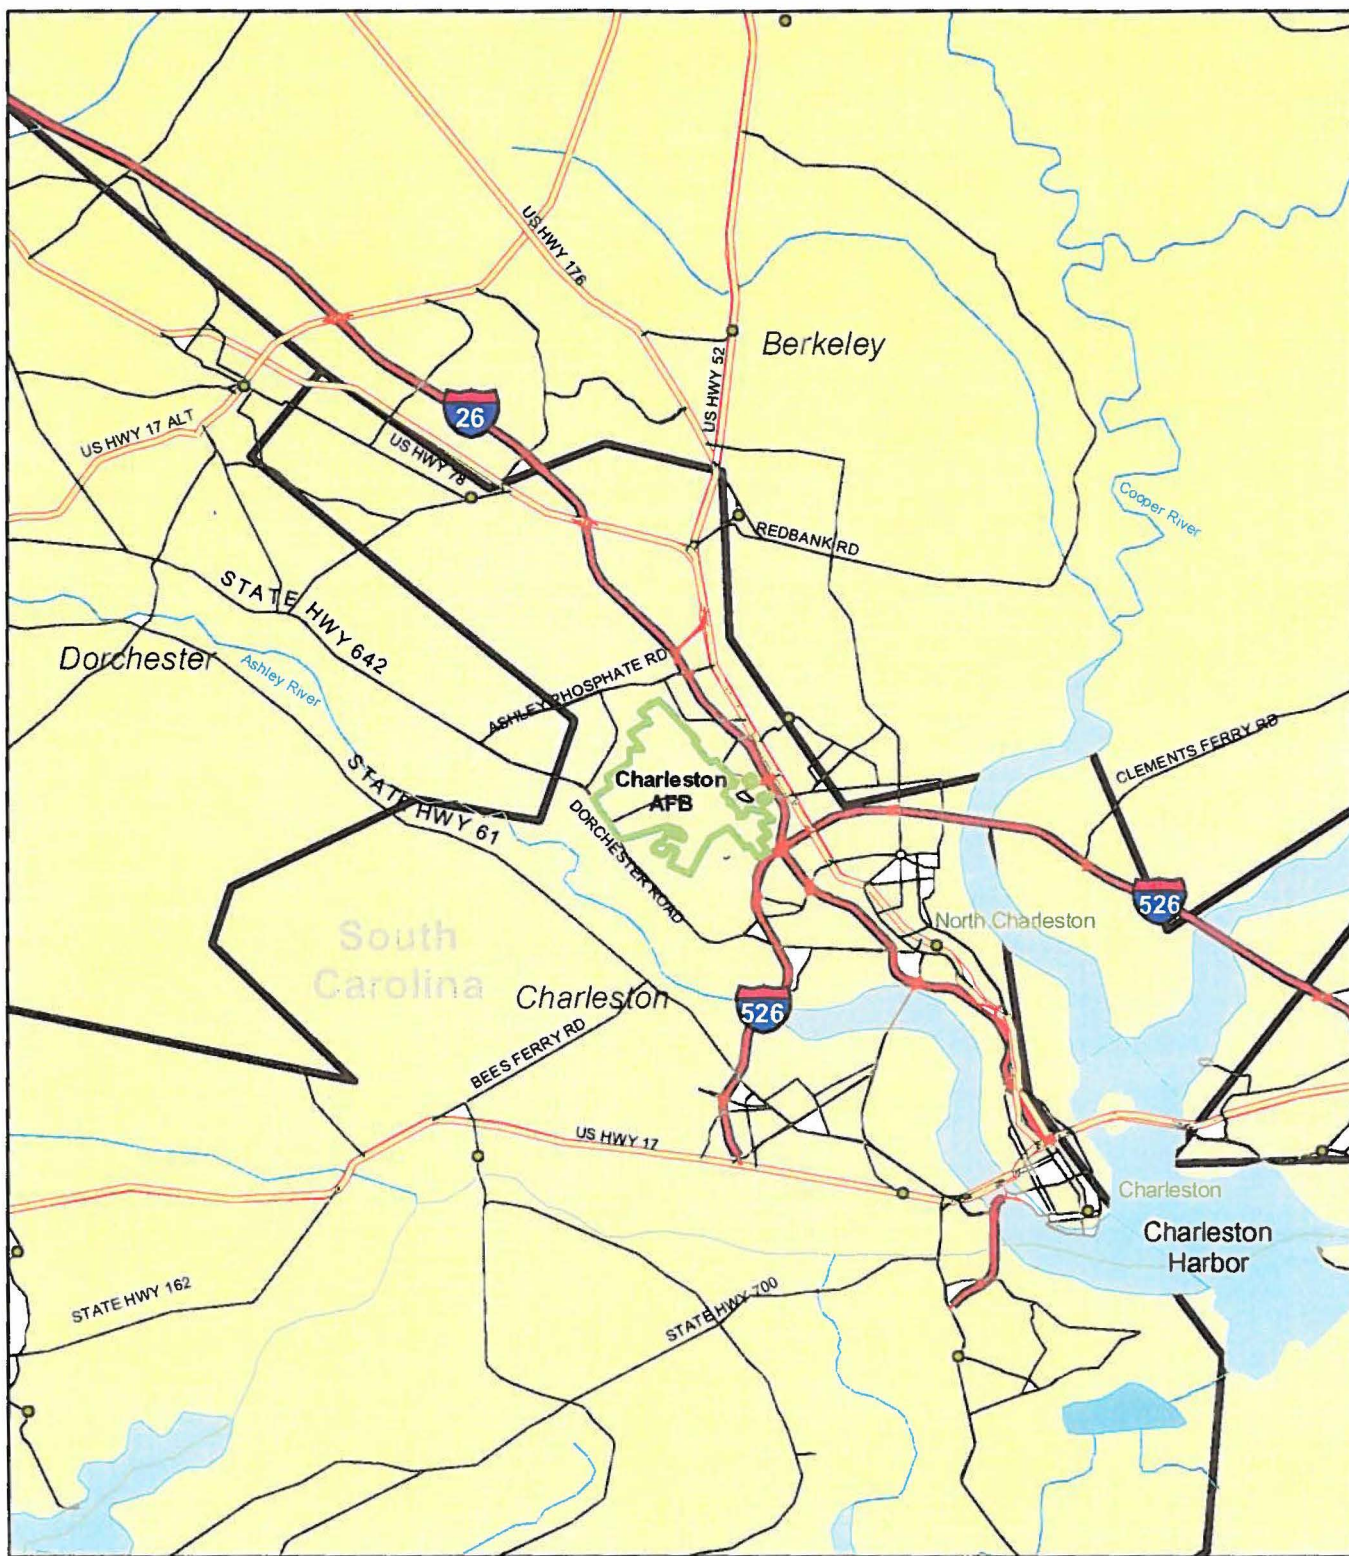 US HWY 176
Berkeley
US HWY 52
26
US HWY 17 ALT
US HWY 78
Cooper River
REDBANK RD
STATE HWY 642
Dorchester
Ashley River
ASHLEY PHOSPHATE RD
CLEMENTS FERRY RD
Charleston
AFB
STATE HWY 61
DORCHESTER ROAD
526
North Charleston
South
Carolina
Charleston
526
BEES FERRY RD
US HWY 17
Charleston
Charleston
Harbor
STATE HWY 162
STATE HWY 700